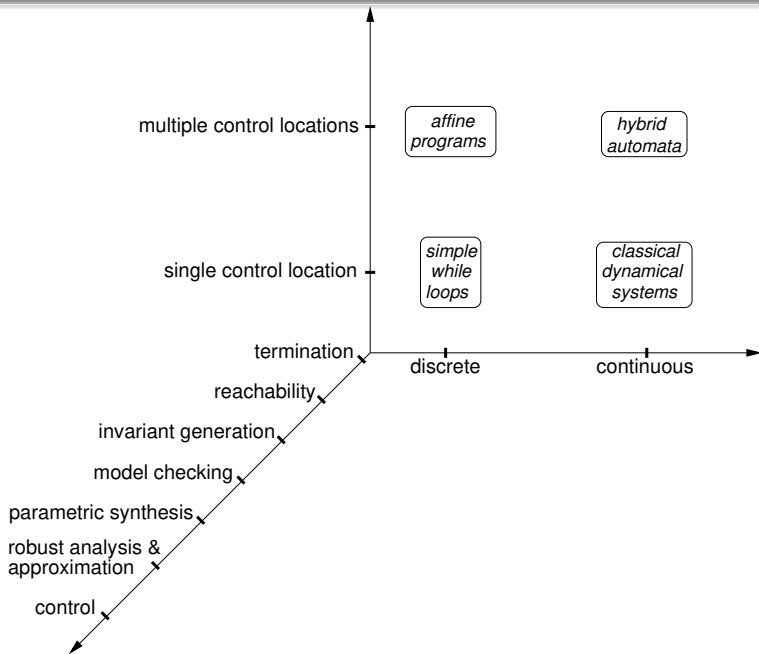 multiple control locations
affine
programs
hybrid
automata
single control location
simple
while
loops
classical
dynamical
systems
termination
discrete
continuous
reachability
invariant generation
model checking
parametric synthesis
robust analysis &
approximation
control